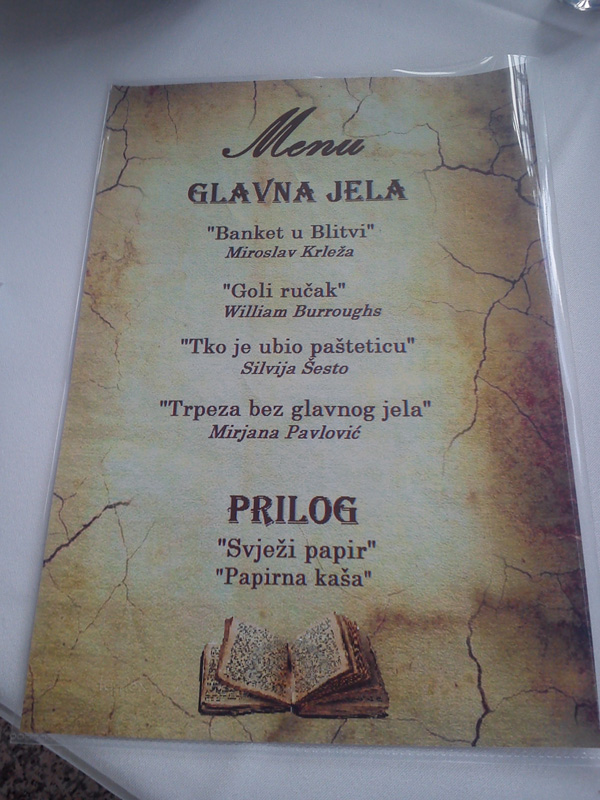 Menu
GLAVNA JELA
"Banket u Blitvi"
Miroslav Krleža
"Goli ručak"
William Burroughs
"Tko je ubio pašteticu"
Silvija Šesto
"Trpeza bez glavnog jela"
Mirjana Pavlović
PRILOG
"Svježi papir"
"Papirna kaša"